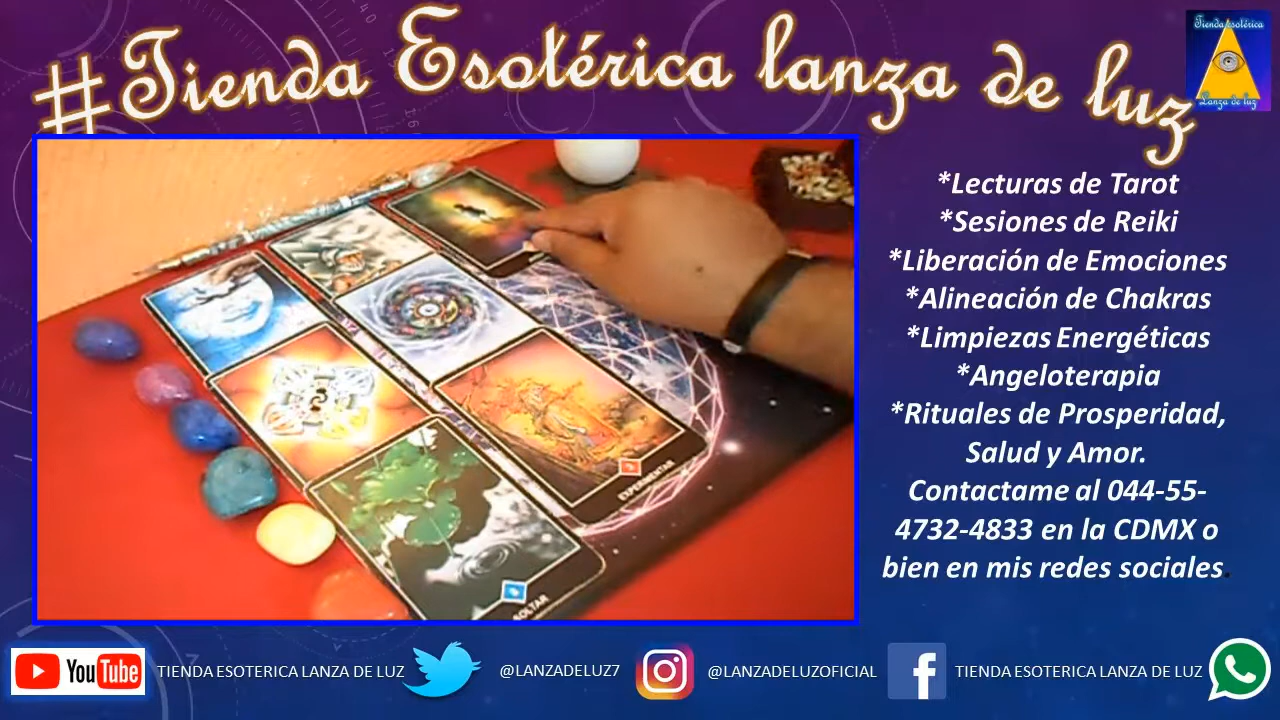 #Tienda Esotérica lanza de luz
Tienda esotérica
Lanza de luz
*Lecturas de Tarot
*Sesiones de Reiki
*Liberación de Emociones
*Alineación de Chakras
*Limpiezas Energéticas
*Angeloterapia
*Rituales de Prosperidad,
Salud y Amor.
Contactame al 044-55-
4732-4833 en la CDMX o
bien en mis redes sociales.
EXPERIMENTAR
SOLTAR
YouTube TIENDA ESOTERICA LANZA DE LUZ @LANZADELUZ7 @LANZADELUZOFICIAL f TIENDA ESOTERICA LANZA DE LUZ